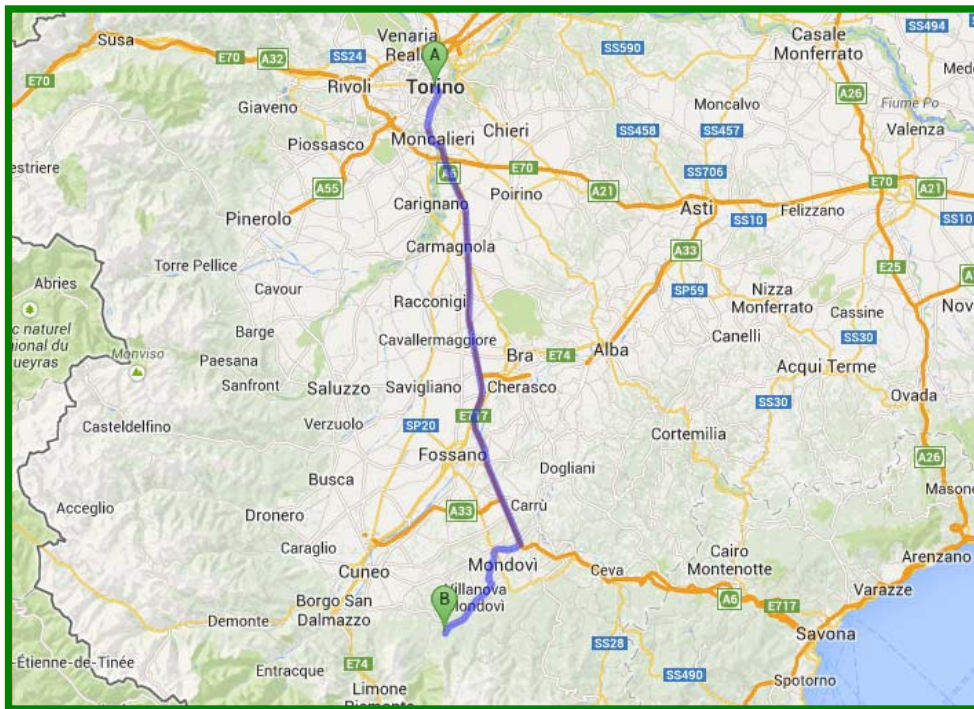 Susa
Venaria
Reale
SS24
SS590
Casale
Monferrato
SS494
E70
E70
A32
A
Rivoli
Torino
A26
Giaveno
Moncalvo
Fiume Po
Moncalieri
Chieri
SS458
SS457
Valenza
Piossasco
E70
SS706
A55
A6
Poirino
A21
E70
A21
Pinerolo
Carignano
Asti
SS10
Felizzano
SS10
Carmagnola
Torre Pellice
A33
E25
Abries
Cavour
Racconigi
SP59
Nizza
Monferrato
Cassine
Barge
Cavallermaggiore
Canelli
SS30
Monviso
Paesana
Bra
E74
Alba
Acqui Terme
Sanfront
Saluzzo
Savigliano
Cherasco
SS30
Ovada
Casteldelfino
Verzuolo
SP20
E717
Cortemilia
Fossano
A26
Busca
Dogliani
Acceglio
Dronero
A33
Carrù
Caraglio
Cairo
Montenotte
Arenzano
Cuneo
Mondovì
Ceva
Varazze
B
Villanova
Mondovì
A6
E717
Demonte
Borgo San
Dalmazzo
Savona
-Étienne-de-Tinée
Entracque
E74
SS28
SS490
Limone
Piemonte
Spotorno